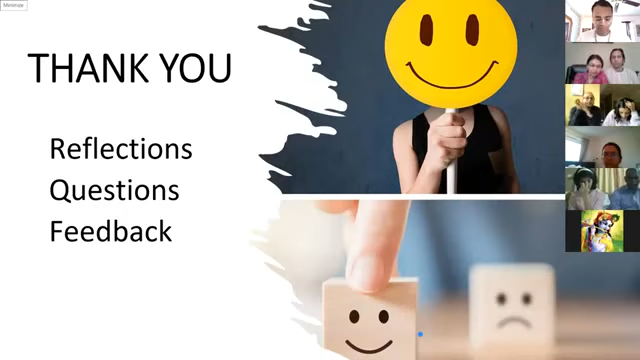 Minimize
THANK YOU
Reflections
Questions
Feedback